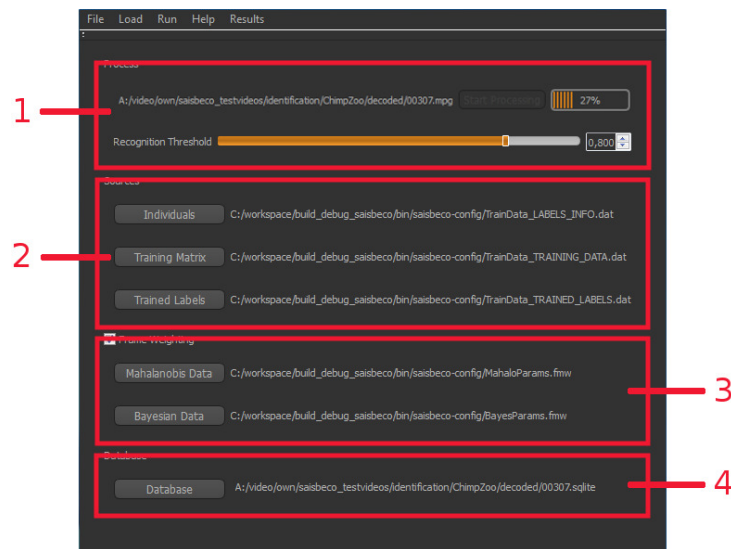 File Load Run Help Results
Process
1
A:/video/own/saisbeco_testvideos/identification/ChimpZoo/decoded/00307.mpg Start Processing 27%
Recognition Threshold 0,800
Sources
Individuals C:/workspace/build_debug_saisbeco/bin/saisbeco-config/TrainData_LABELS_INFO.dat
2
Training Matrix C:/workspace/build_debug_saisbeco/bin/saisbeco-config/TrainData_TRAINING_DATA.dat
Trained Labels C:/workspace/build_debug_saisbeco/bin/saisbeco-config/TrainData_TRAINED_LABELS.dat
Frame Weighting
Mahalanobis Data C:/workspace/build_debug_saisbeco/bin/saisbeco-config/MahaloParams.fmw
3
Bayesian Data C:/workspace/build_debug_saisbeco/bin/saisbeco-config/BayesParams.fmw
Database
Database A:/video/own/saisbeco_testvideos/identification/ChimpZoo/decoded/00307.sqlite
4